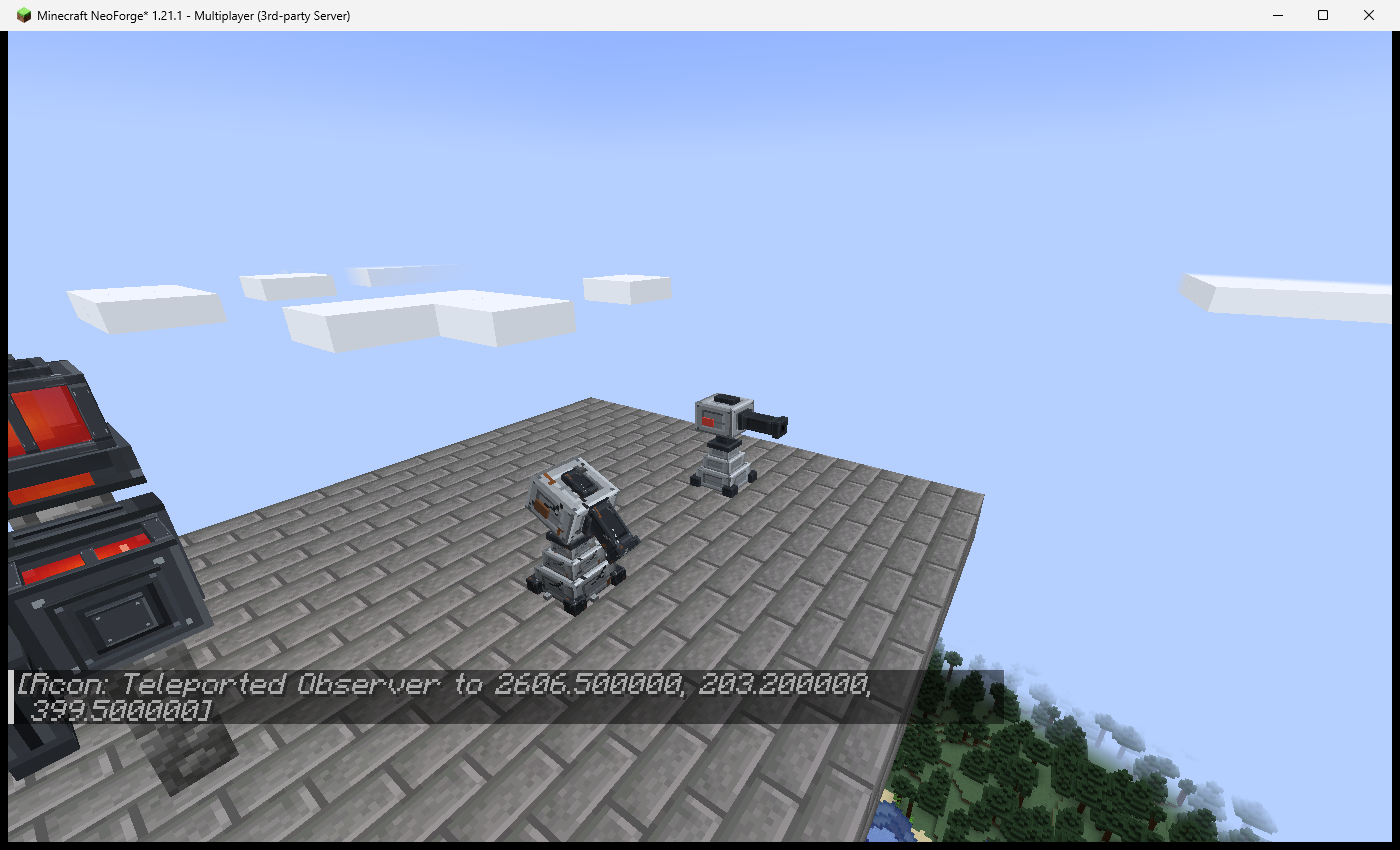 Minecraft NeoForge* 1.21.1 - Multiplayer (3rd-party Server)
[Rcon: Teleported Observer to 2606.500000, 203.200000,
399.500000]